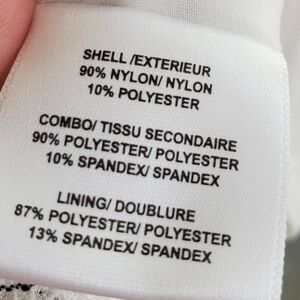 SHELL /EXTERIEUR
90% NYLON/ NYLON
10% POLYESTER
COMBO/ TISSU SECONDAIRE
90% POLYESTER/ POLYESTER
10% SPANDEX/ SPANDEX
LINING/ DOUBLURE
87% POLYESTER/ POLYESTER
13% SPANDEX/ SPANDEX